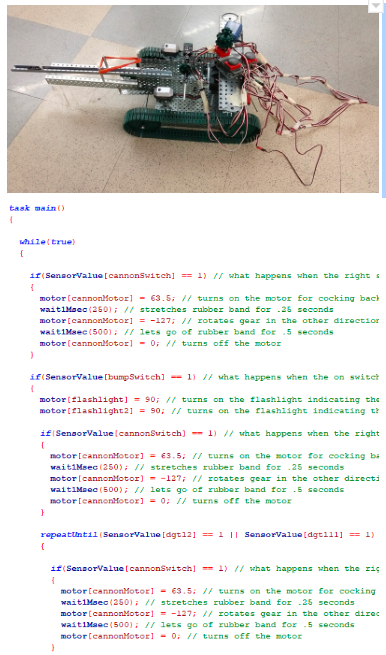 task main()
{
while(true)
{
if(SensorValue[cannonSwitch] == 1) // what happens when the right
{
motor[cannonMotor] = 63.5; // turns on the motor for cocking back
wait1Msec(250); // stretches rubber band for .25 seconds
motor[cannonMotor] = -127; // rotates gear in the other direction
wait1Msec(500); // lets go of rubber band for .5 seconds
motor[cannonMotor] = 0; // turns off the motor
}
if(SensorValue[bumpSwitch] == 1) // what happens when the on switch
{
motor[flashlight] = 90; // turns on the flashlight indicating the
motor[flashlight2] = 90; // turns on the flashlight indicating th
if(SensorValue[cannonSwitch] == 1) // what happens when the right
{
motor[cannonMotor] = 63.5; // turns on the motor for cocking ba
wait1Msec(250); // stretches rubber band for .25 seconds
motor[cannonMotor] = -127; // rotates gear in the other directi
wait1Msec(500); // lets go of rubber band for .5 seconds
motor[cannonMotor] = 0; // turns off the motor
}
repeatUntil(SensorValue[dgtl2] == 1 || SensorValue[dgtl11] == 1)
{
if(SensorValue[cannonSwitch] == 1) // what happens when the rig
{
motor[cannonMotor] = 63.5; // turns on the motor for cocking
wait1Msec(250); // stretches rubber band for .25 seconds
motor[cannonMotor] = -127; // rotates gear in the other direc
wait1Msec(500); // lets go of rubber band for .5 seconds
motor[cannonMotor] = 0; // turns off the motor
}